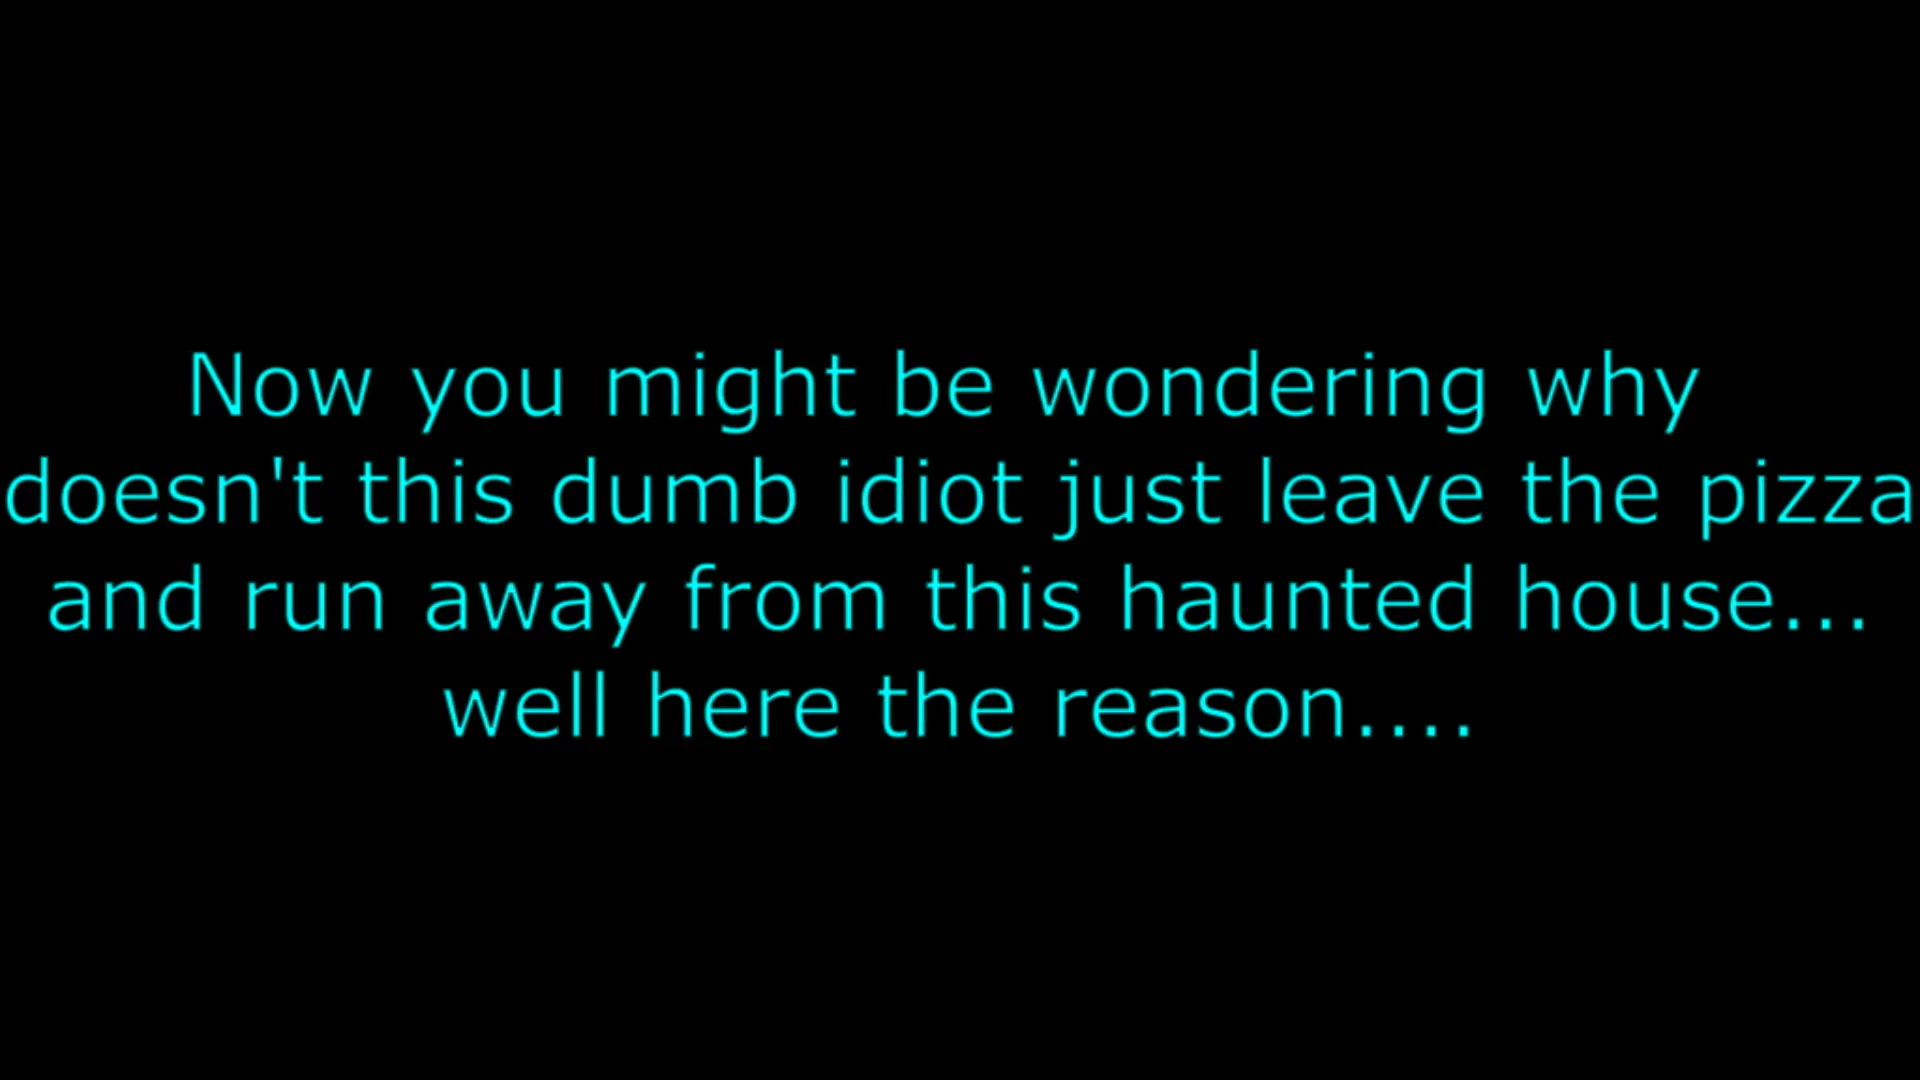 Now you might be wondering why
doesn't this dumb idiot just leave the pizza
and run away from this haunted house...
well here the reason....